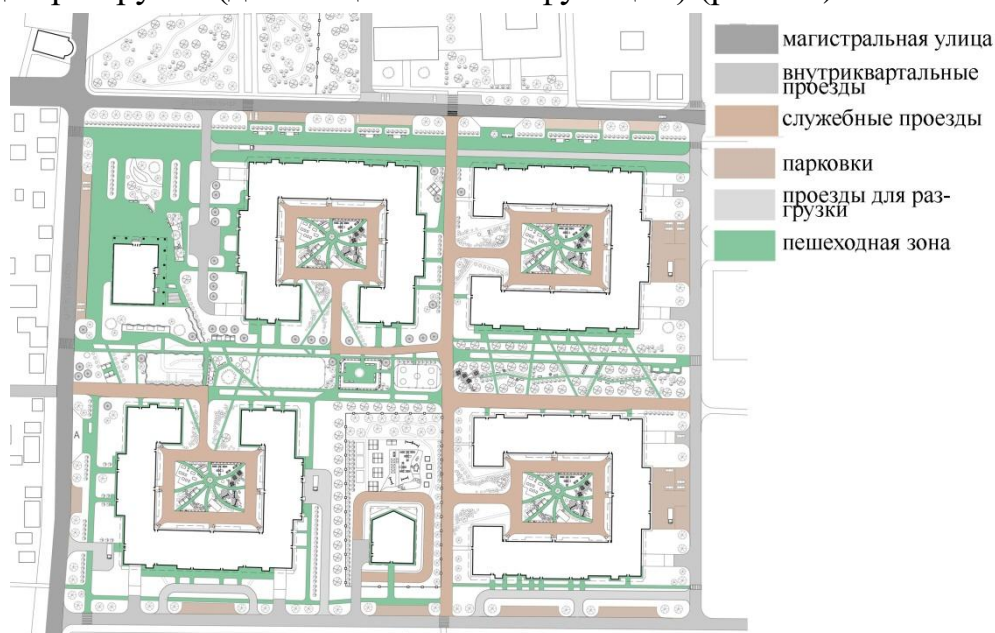 магистральная улица
внутриквартальные
проезды
служебные проезды
парковки
проезды для раз-
грузки
пешеходная зона
А